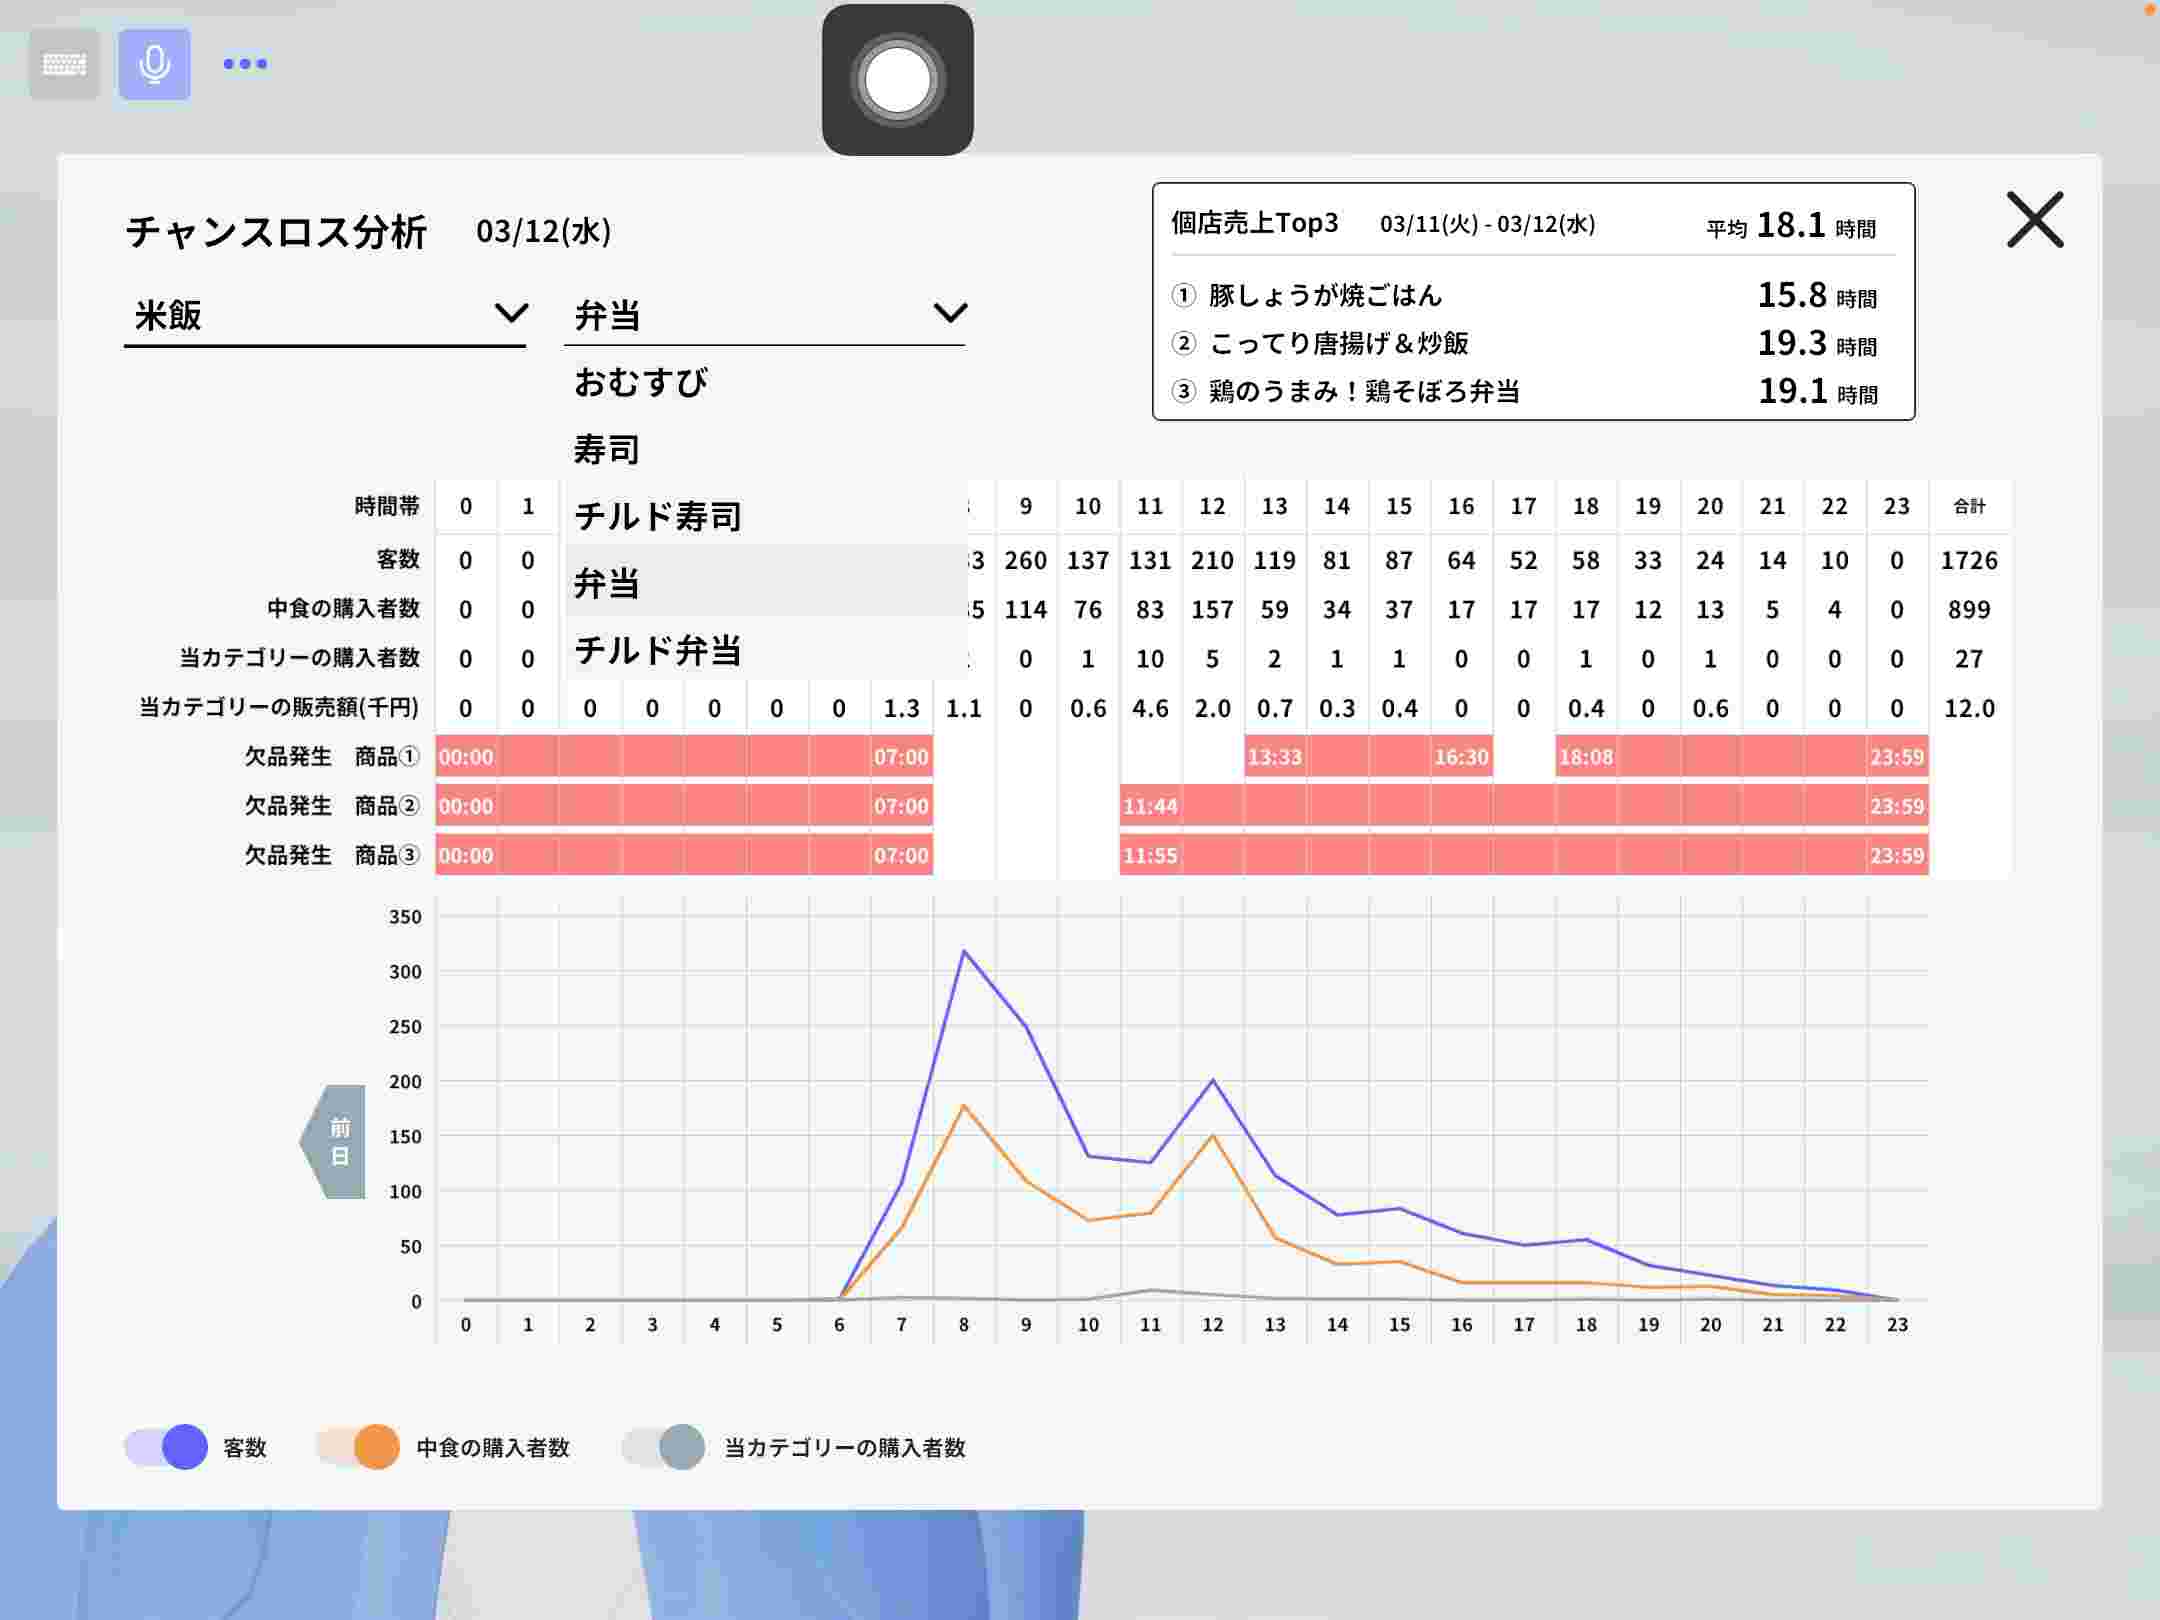 チャンスロス分析 03/12(水)
米飯 弁当
おむすび
寿司
チルド寿司
弁当
チルド弁当
個店売上Top3 03/11(火) - 03/12(水) 平均 18.1 時間
① 豚しょうが焼ごはん 15.8 時間
② こってり唐揚げ＆炒飯 19.3 時間
③ 鶏のうまみ！鶏そぼろ弁当 19.1 時間
時間帯 0 1 9 10 11 12 13 14 15 16 17 18 19 20 21 22 23 合計
客数 0 0 260 137 131 210 119 81 87 64 52 58 33 24 14 10 0 1726
中食の購入者数 0 0 114 76 83 157 59 34 37 17 17 17 12 13 5 4 0 899
当カテゴリーの購入者数 0 0 0 1 10 5 2 1 1 0 0 1 0 1 0 0 0 27
当カテゴリーの販売額(千円) 0 0 0 0 0 0 0 1.3 1.1 0 0.6 4.6 2.0 0.7 0.3 0.4 0 0 0.4 0 0.6 0 0 0 12.0
欠品発生 商品① 00:00 07:00 13:33 16:30 18:08 23:59
欠品発生 商品② 00:00 07:00 11:44 23:59
欠品発生 商品③ 00:00 07:00 11:55 23:59
350
300
250
200
150
100
50
0
前日
0 1 2 3 4 5 6 7 8 9 10 11 12 13 14 15 16 17 18 19 20 21 22 23
客数 中食の購入者数 当カテゴリーの購入者数